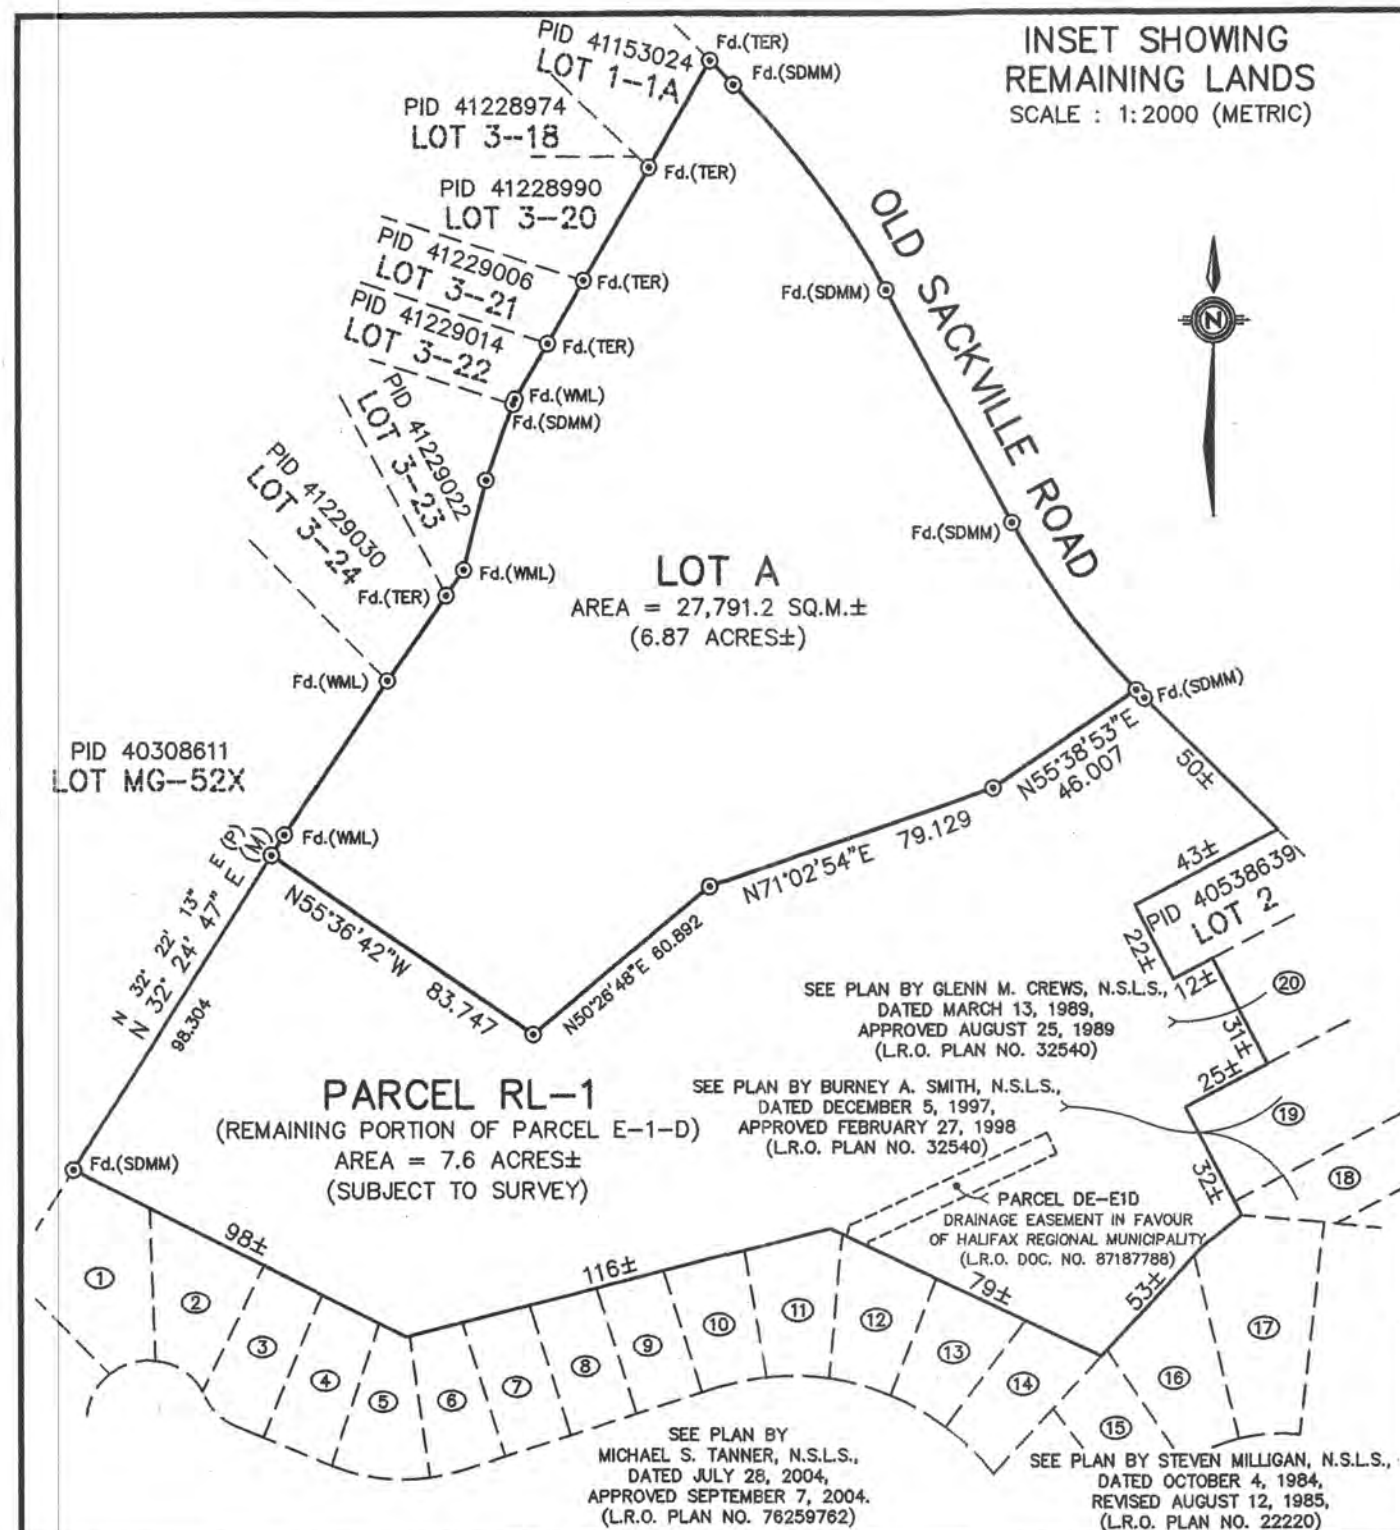 INSET SHOWING
REMAINING LANDS
SCALE : 1:2000 (METRIC)
PID 41153024
LOT 1-1A
Fd.(TER)
Fd.(SDMM)
PID 41228974
LOT 3-18
Fd.(TER)
PID 41228990
LOT 3-20
PID 41229006
LOT 3-21
Fd.(TER)
Fd.(SDMM)
OLD SACKVILLE ROAD
N
PID 41229014
LOT 3-22
Fd.(TER)
Fd.(WML)
Fd.(SDMM)
PID 41229022
LOT 3-23
PID 41229030
LOT 3-24
Fd.(SDMM)
Fd.(WML)
Fd.(TER)
LOT A
AREA = 27,791.2 SQ.M.±
(6.87 ACRES±)
Fd.(WML)
Fd.(SDMM)
PID 40308611
LOT MG-52X
N55°38'53"E
46.007
50±
Fd.(WML)
N71°02'54"E 79.129
43±
PID 40538639
LOT 2
22±
12±
N 32° 22' 13" E (P)
N 32° 24' 47" E (M)
98.304
N55°36'42"W 83.747
N50°26'48"E 60.892
SEE PLAN BY GLENN M. CREWS, N.S.L.S.,
DATED MARCH 13, 1989,
APPROVED AUGUST 25, 1989
(L.R.O. PLAN NO. 32540)
20
31±
25±
SEE PLAN BY BURNEY A. SMITH, N.S.L.S.,
DATED DECEMBER 5, 1997,
APPROVED FEBRUARY 27, 1998
(L.R.O. PLAN NO. 32540)
19
18
32±
PARCEL RL-1
(REMAINING PORTION OF PARCEL E-1-D)
AREA = 7.6 ACRES±
(SUBJECT TO SURVEY)
Fd.(SDMM)
PARCEL DE-E1D
DRAINAGE EASEMENT IN FAVOUR
OF HALIFAX REGIONAL MUNICIPALITY
(L.R.O. DOC. NO. 87187788)
98±
116±
79±
53±
1
2
3
4
5
6
7
8
9
10
11
12
13
14
15
16
17
SEE PLAN BY
MICHAEL S. TANNER, N.S.L.S.,
DATED JULY 28, 2004,
APPROVED SEPTEMBER 7, 2004.
(L.R.O. PLAN NO. 76259762)
SEE PLAN BY STEVEN MILLIGAN, N.S.L.S.,
DATED OCTOBER 4, 1984,
REVISED AUGUST 12, 1985,
(L.R.O. PLAN NO. 22220)